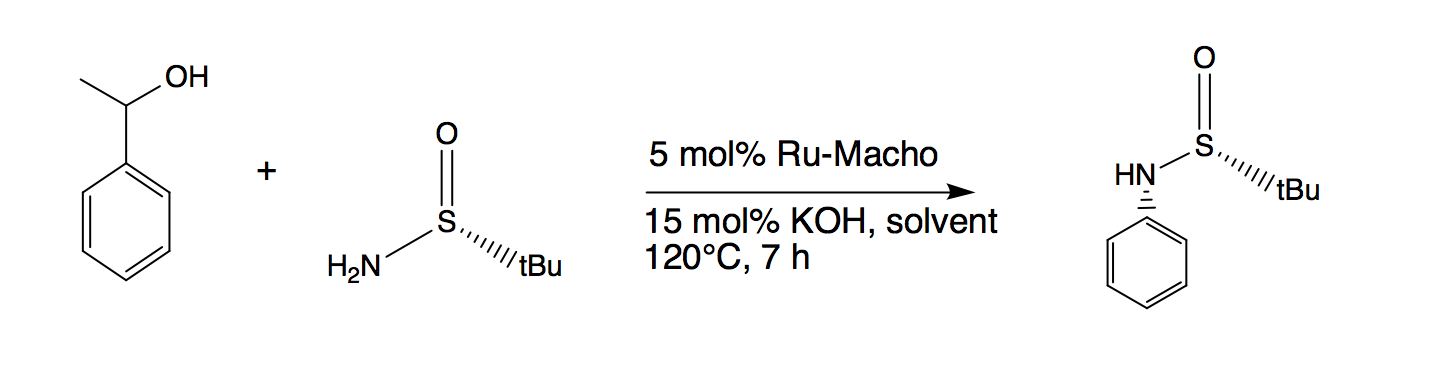 OH
+
O
S
H₂N
tBu
5 mol% Ru-Macho
15 mol% KOH, solvent
120°C, 7 h
O
S
HN
tBu